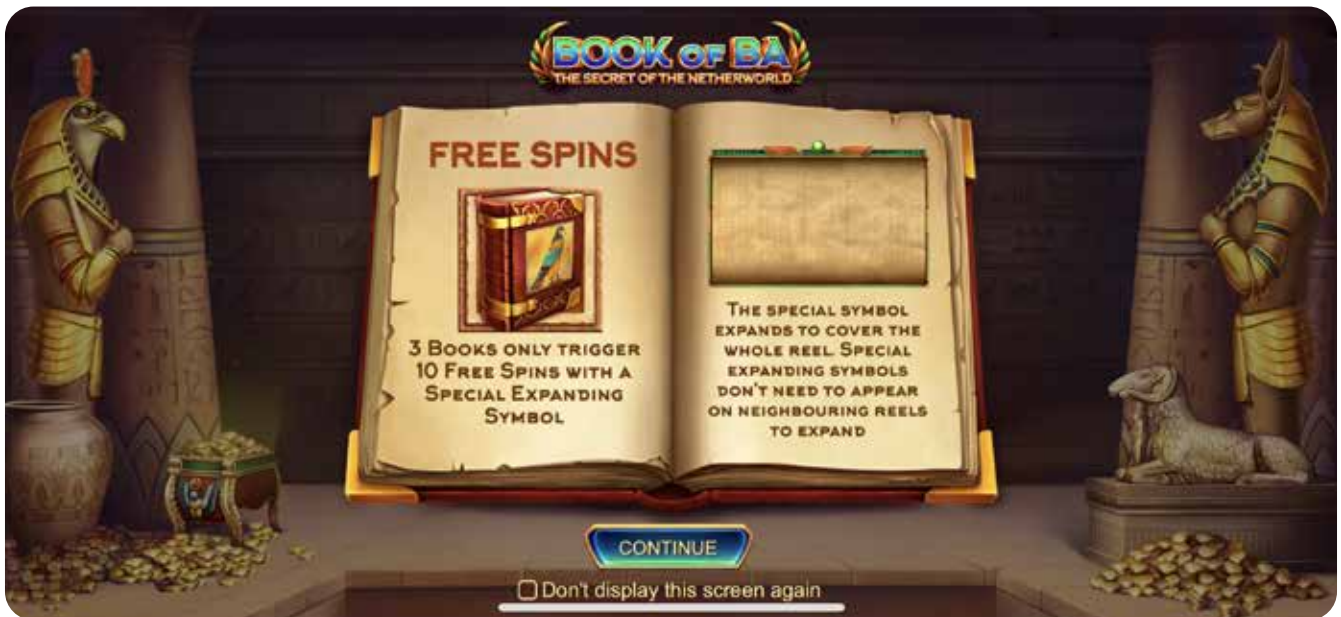 BOOK OF BA
THE SECRET OF THE NETHERWORLD
FREE SPINS
3 BOOKS ONLY TRIGGER
10 FREE SPINS WITH A
SPECIAL EXPANDING
SYMBOL
THE SPECIAL SYMBOL
EXPANDS TO COVER THE
WHOLE REEL. SPECIAL
EXPANDING SYMBOLS
DON'T NEED TO APPEAR
ON NEIGHBOURING REELS
TO EXPAND
CONTINUE
Don't display this screen again